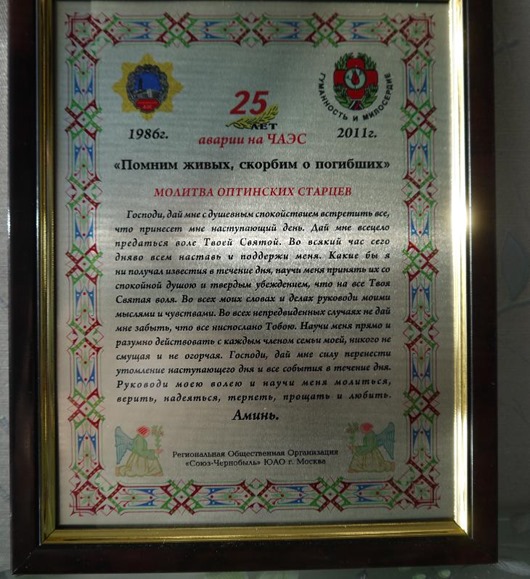 ГУМАННОСТЬ И МИЛОСЕРДИЕ
25
ЛЕТ
1986г.
2011г.
аварии на ЧАЭС
«Помним живых, скорбим о погибших»
МОЛИТВА ОПТИНСКИХ СТАРЦЕВ
Господи, дай мне с душевным спокойствием встретить все,
что принесет мне наступающий день. Дай мне всецело
предаться воле Твоей Святой. Во всякий час сего
дняво всем наставь и поддержи меня. Какие бы я
ни получал известия в течение дня, научи меня принять их со
спокойной душою и твердым убеждением, что на все Твоя
Святая воля. Во всех моих словах и делах руководи моими
мыслями и чувствами. Во всех непредвиденных случаях не дай
мне забыть, что все ниспослано Тобою. Научи меня прямо и
разумно действовать с каждым членом семьи моей, никого не
смущая и не огорчая. Господи, дай мне силу перенести
утомление наступающего дня и все события в течение дня.
Руководи моею волею и научи меня молиться,
верить, надеяться, терпеть, прощать и любить.
Аминь.
Региональная Общественная Организация
«Союз-Чернобыль» ЮАО г. Москва